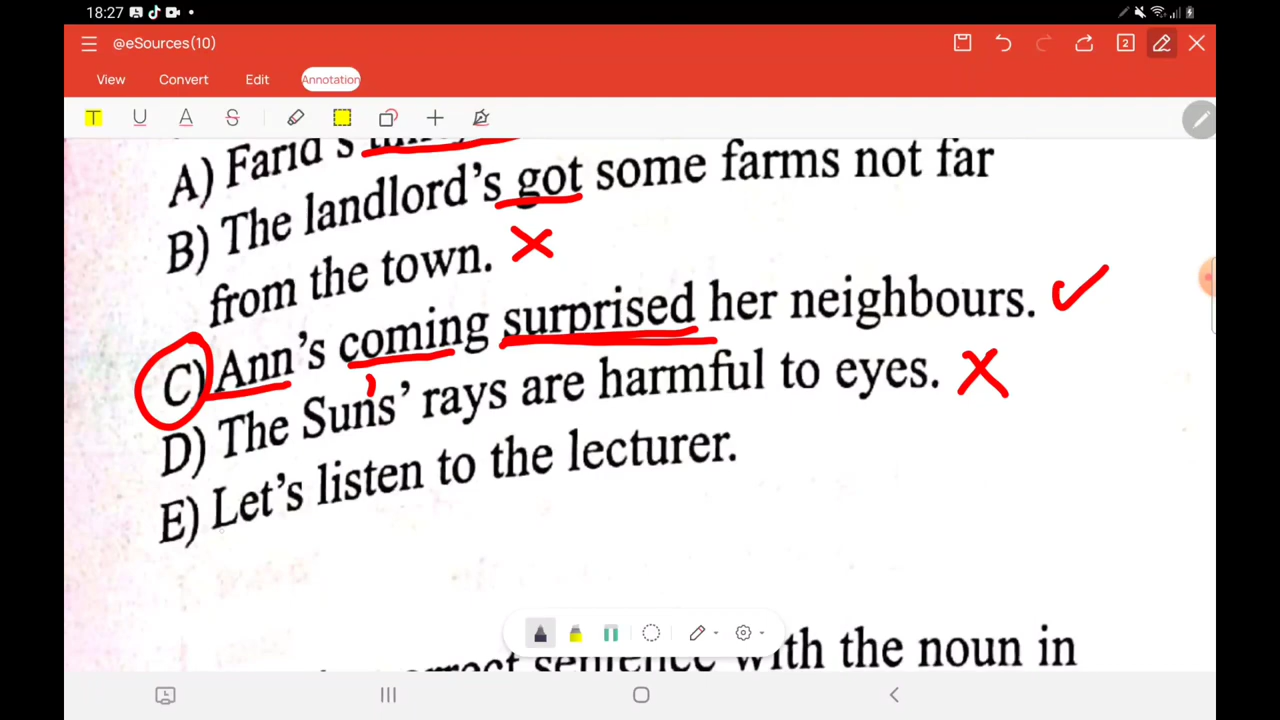 18:27
@eSources(10)
2
View Convert Edit Annotation
T U A S
A) Farid's
B) The landlord's got some farms not far
from the town.
C) Ann's coming surprised her neighbours.
D) The Suns' rays are harmful to eyes.
E) Let's listen to the lecturer.
sentence with the noun in